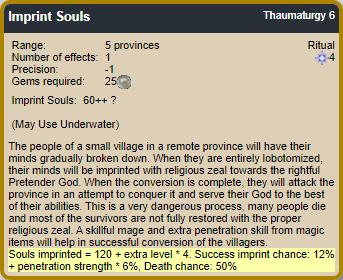 Imprint Souls Thaumaturgy 6
Range: 5 provinces Ritual
Number of effects: 1 4
Precision: -1
Gems required: 25
Imprint Souls: 60++ ?
(May Use Underwater)
The people of a small village in a remote province will have their
minds gradually broken down. When they are entirely lobotomized,
their minds will be imprinted with religious zeal towards the rightful
Pretender God. When the conversion is complete, they will attack the
province in an attempt to conquer it and serve their God to the best
of their abilities. This is a very dangerous process, many people die
and most of the survivors are not fully restored with the proper
religious zeal. A skillful mage and extra penetration skill from magic
items will help in successful conversion of the villagers.
Souls imprinted = 120 + extra level * 4. Success imprint chance: 12%
+ penetration strength * 6%, Death chance: 50%